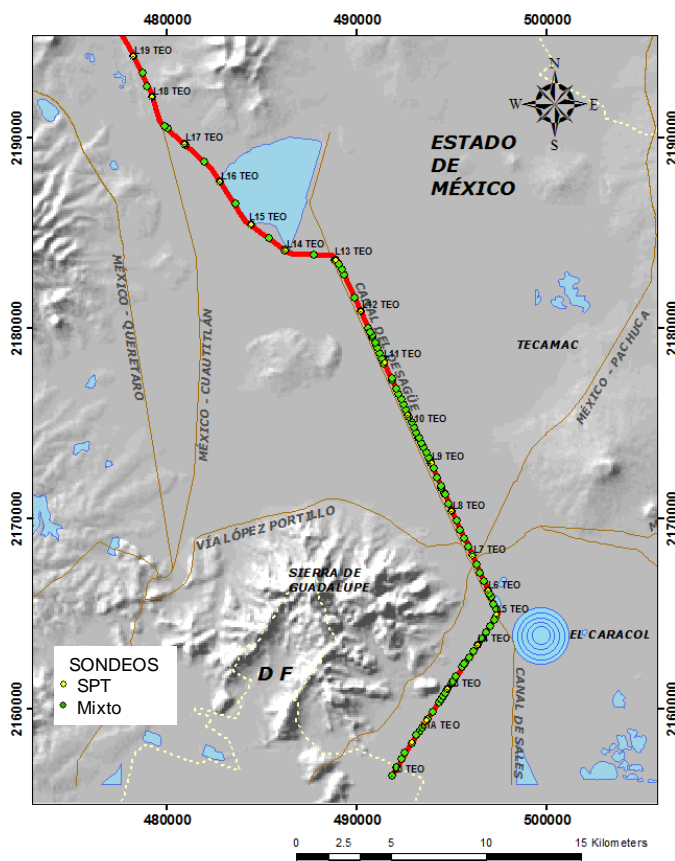 480000 490000 500000
L19 TEO
L18 TEO
N
W E
S
2190000 2190000
L17 TEO
ESTADO
DE
MÉXICO
L16 TEO
L15 TEO
L14 TEO
L13 TEO
MÉXICO - QUERETARO
MÉXICO - CUAUTITLÁN
CANAL DEL DESAGÜE
L12 TEO
2180000 2180000
TECAMAC
MÉXICO - PACHUCA
L11 TEO
L10 TEO
L9 TEO
L8 TEO
2170000 2170000
VÍA LÓPEZ PORTILLO
L7 TEO
SIERRA DE
GUADALUPE
L6 TEO
L5 TEO
EL CARACOL
SONDEOS
SPT
Mixto
D F
TEO
CANAL DE SALES
2160000 2160000
TEO
TEO
480000 490000 500000
0 2.5 5 10 15 Kilometers